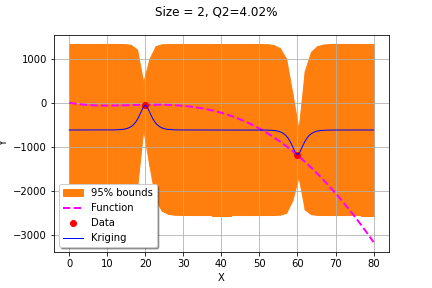 Size = 2, Q2=4.02%
1000
0
−1000
−2000
−3000
Y
95% bounds
Function
Data
Kriging
0 10 20 30 40 50 60 70 80
X